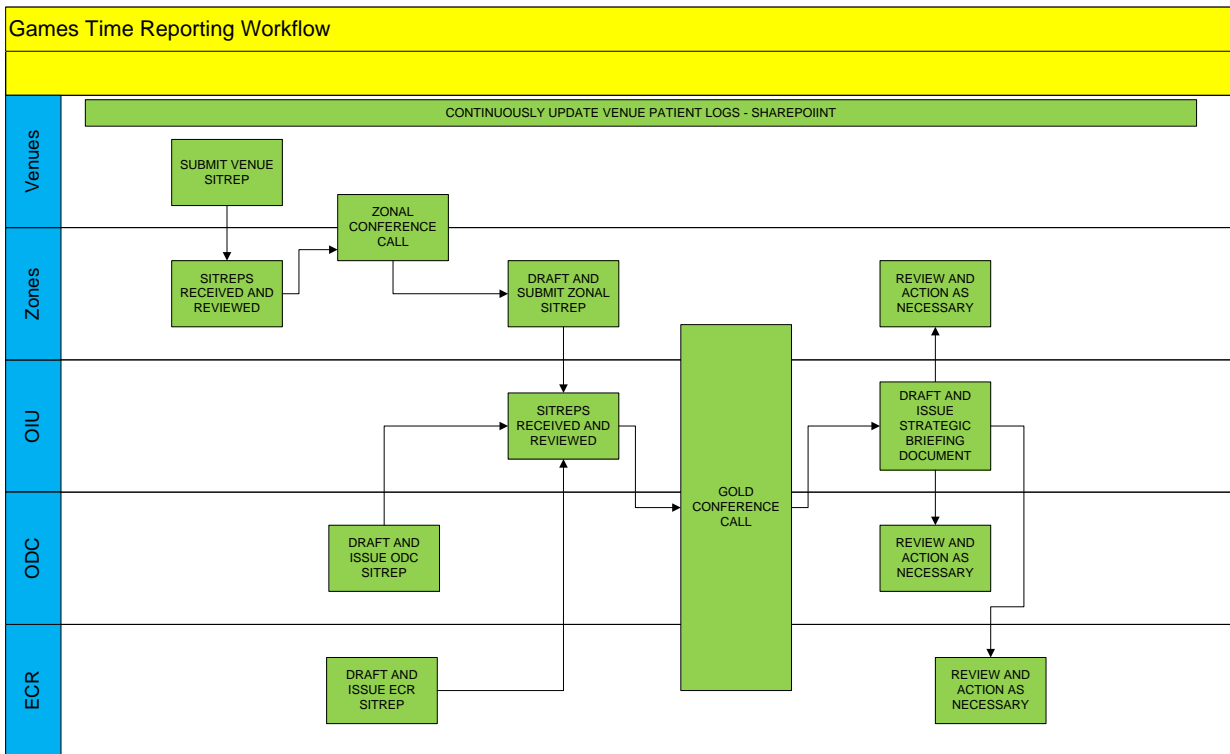 Games Time Reporting Workflow
Venues
CONTINUOUSLY UPDATE VENUE PATIENT LOGS - SHAREPOIINT
SUBMIT VENUE
SITREP
ZONAL
CONFERENCE
CALL
Zones
SITREPS
RECEIVED AND
REVIEWED
DRAFT AND
SUBMIT ZONAL
SITREP
REVIEW AND
ACTION AS
NECESSARY
OIU
SITREPS
RECEIVED AND
REVIEWED
DRAFT AND
ISSUE
STRATEGIC
BRIEFING
DOCUMENT
GOLD
CONFERENCE
CALL
ODC
DRAFT AND
ISSUE ODC
SITREP
REVIEW AND
ACTION AS
NECESSARY
ECR
DRAFT AND
ISSUE ECR
SITREP
REVIEW AND
ACTION AS
NECESSARY